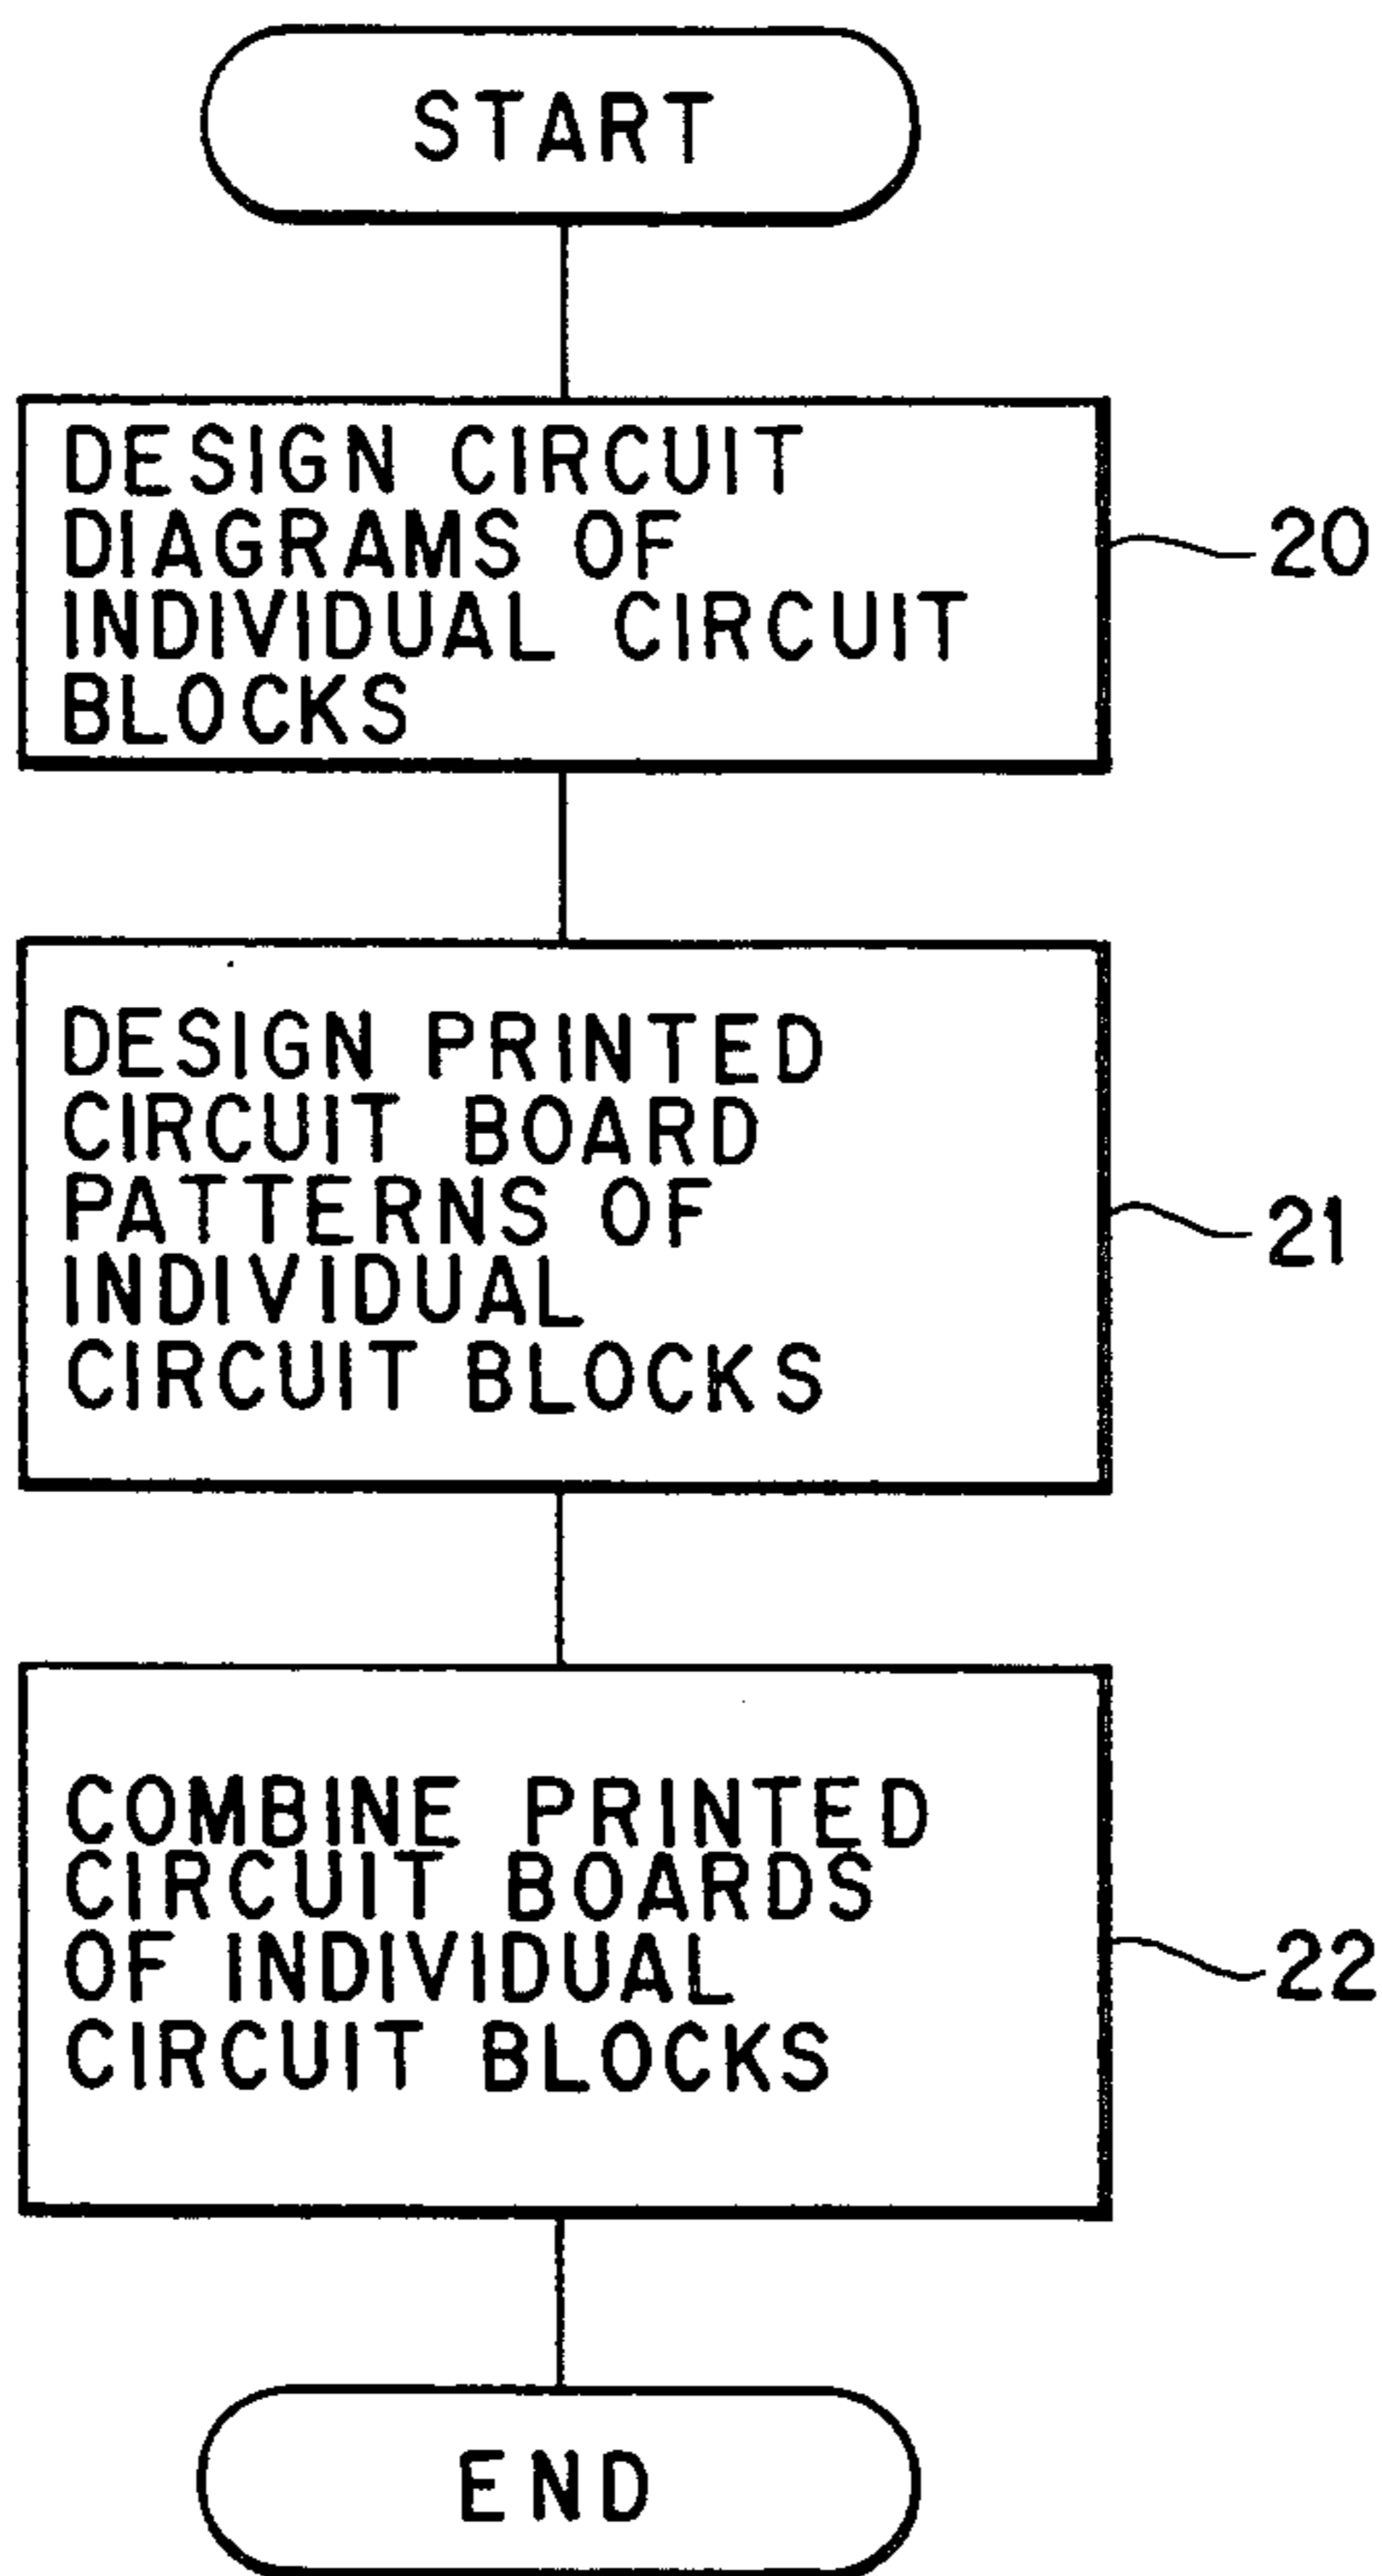 START
DESIGN CIRCUIT
DIAGRAMS OF
INDIVIDUAL CIRCUIT
BLOCKS
20
DESIGN PRINTED
CIRCUIT BOARD
PATTERNS OF
INDIVIDUAL
CIRCUIT BLOCKS
21
COMBINE PRINTED
CIRCUIT BOARDS
OF INDIVIDUAL
CIRCUIT BLOCKS
22
END